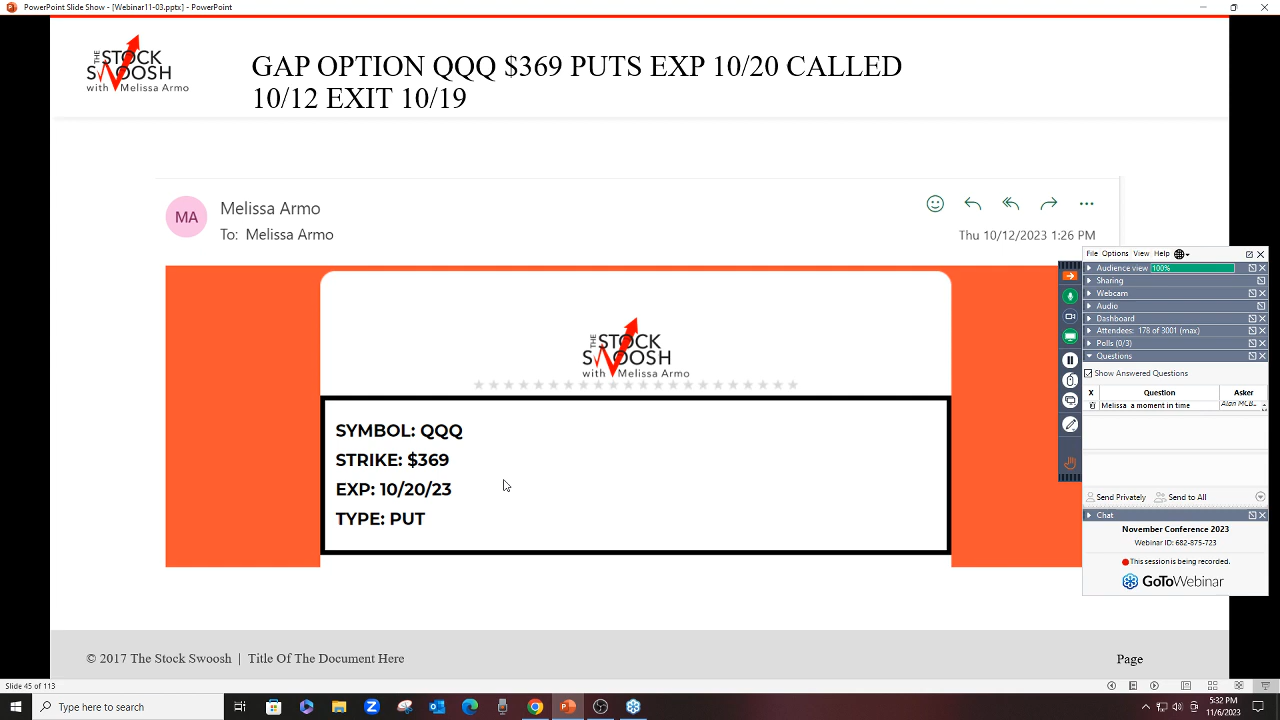 PowerPoint Slide Show - [Webinar11-03.pptx] - PowerPoint
THE STOCK SWOOSH
with Melissa Armo
GAP OPTION QQQ $369 PUTS EXP 10/20 CALLED
10/12 EXIT 10/19
MA
Melissa Armo
To: Melissa Armo
Thu 10/12/2023 1:26 PM
THE STOCK SWOOSH
with Melissa Armo
SYMBOL: QQQ
STRIKE: $369
EXP: 10/20/23
TYPE: PUT
File Options View Help
Audience view 100%
Sharing
Webcam
Audio
Dashboard
Attendees: 178 of 3001 (max)
Polls (0/3)
Questions
Show Answered Questions
X Question Asker
Melissa a moment in time Alan MCB...
Send Privately Send to All
Chat
November Conference 2023
Webinar ID: 682-875-723
This session is being recorded.
GoToWebinar
© 2017 The Stock Swoosh | Title Of The Document Here
Page
Slide 45 of 113
Type here to search
5:32 PM
11/6/2023